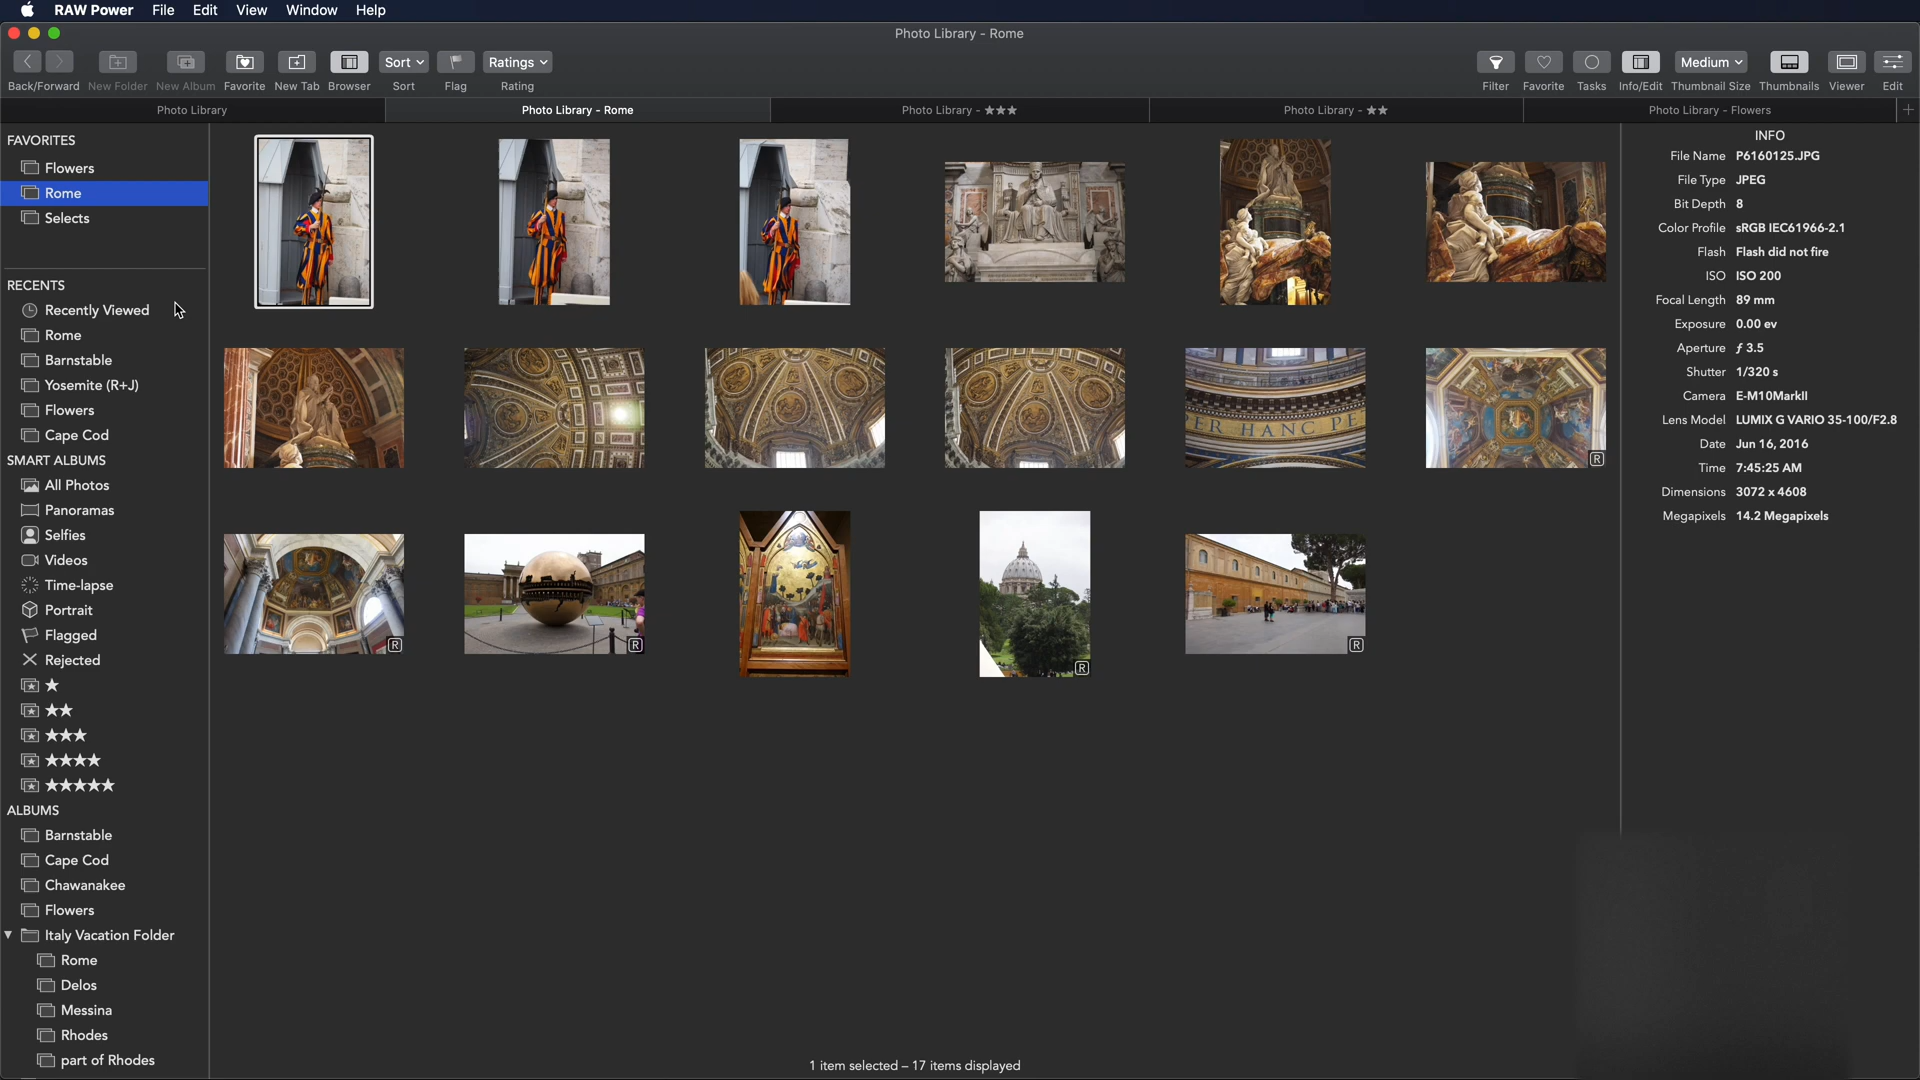 RAW Power File Edit View Window Help
Photo Library - Rome
Sort Ratings Medium
Back/Forward New Folder New Album Favorite New Tab Browser Sort Flag Rating Filter Favorite Tasks Info/Edit Thumbnail Size Thumbnails Viewer Edit
Photo Library Photo Library - Rome Photo Library - ★★★ Photo Library - ★★ Photo Library - Flowers +
FAVORITES
Flowers
Rome
Selects
RECENTS
Recently Viewed
Rome
Barnstable
Yosemite (R+J)
Flowers
Cape Cod
SMART ALBUMS
All Photos
Panoramas
Selfies
Videos
Time-lapse
Portrait
Flagged
Rejected
★
★★
★★★
★★★★
★★★★★
ALBUMS
Barnstable
Cape Cod
Chawanakee
Flowers
Italy Vacation Folder
Rome
Delos
Messina
Rhodes
part of Rhodes
ER HANC PE
R
R
R
R
R
1 item selected – 17 items displayed
INFO
File Name P6160125.JPG
File Type JPEG
Bit Depth 8
Color Profile sRGB IEC61966-2.1
Flash Flash did not fire
ISO ISO 200
Focal Length 89 mm
Exposure 0.00 ev
Aperture ƒ 3.5
Shutter 1/320 s
Camera E-M10MarkII
Lens Model LUMIX G VARIO 35-100/F2.8
Date Jun 16, 2016
Time 7:45:25 AM
Dimensions 3072 x 4608
Megapixels 14.2 Megapixels